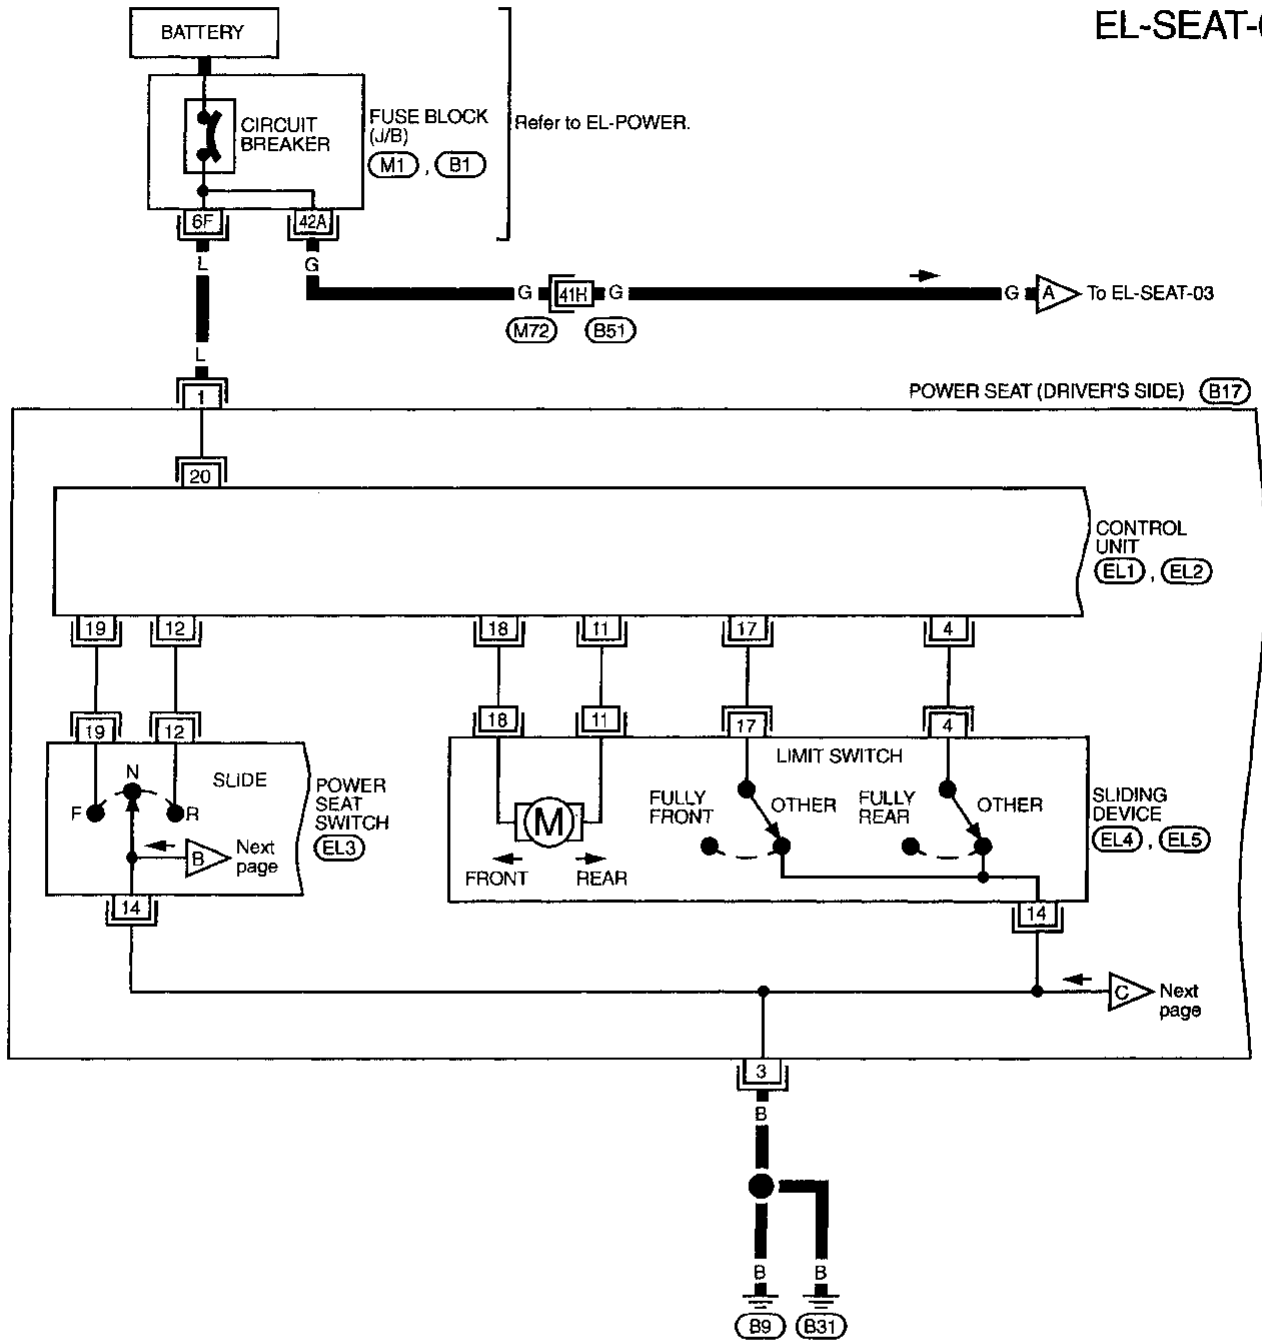 EL-SEAT-0
BATTERY
CIRCUIT
BREAKER
FUSE BLOCK
(J/B)
M1 , B1
Refer to EL-POWER.
6F 42A
L G
G 41H G G A To EL-SEAT-03
M72 B51
L
1
POWER SEAT (DRIVER'S SIDE) B17
20
CONTROL
UNIT
EL1 , EL2
19 12 18 11 17 4
19 12 18 11 17 4
SLIDE
N
F R
B Next
page
POWER
SEAT
SWITCH
EL3
14
M
FRONT REAR
LIMIT SWITCH
FULLY
FRONT
OTHER
FULLY
REAR
OTHER
SLIDING
DEVICE
EL4 , EL5
14
C Next
page
3
B
B B
B9 B31